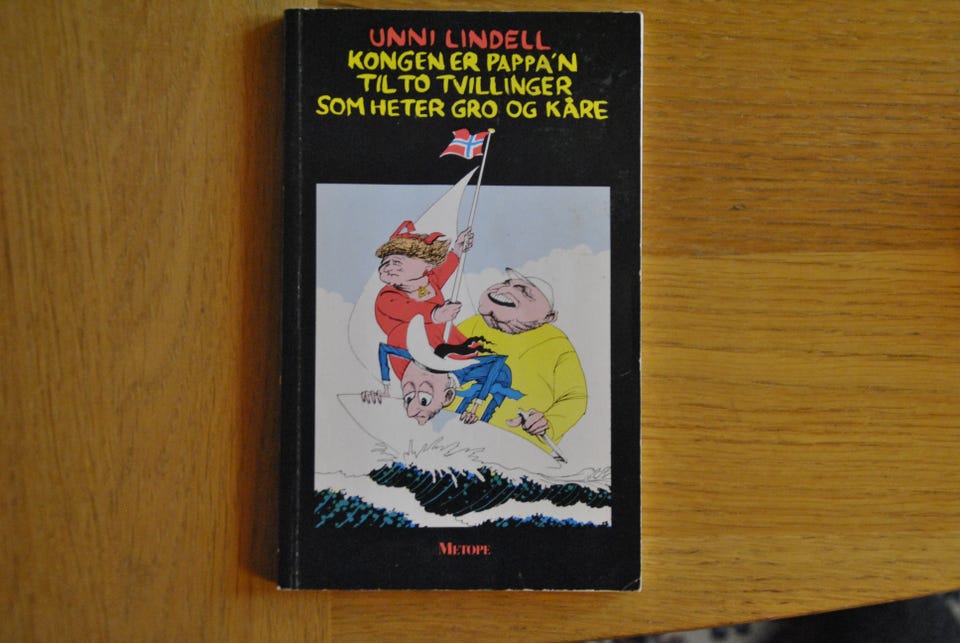 UNNI LINDELL
KONGEN ER PAPPA'N
TIL TO TVILLINGER
SOM HETER GRO OG KÅRE
METOPE